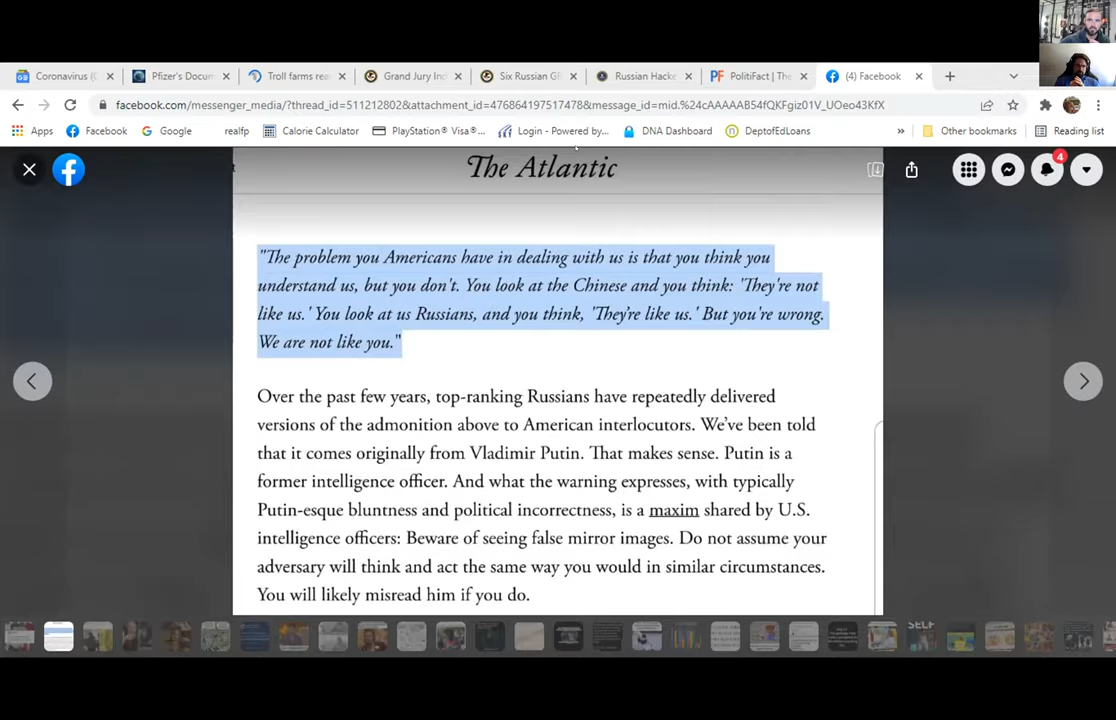 Coronavirus (C
Pfizer's Docum
Troll farms rea
Grand Jury Ind
Six Russian GR
Russian Hacke
PolitiFact | The
(4) Facebook
facebook.com/messenger_media/?thread_id=511212802&attachment_id=476864197517478&message_id=mid.%24cAAAAAB54fQKFgiz01V_UOeo43KfX
Apps
Facebook
Google
realfp
Calorie Calculator
PlayStation® Visa®...
Login - Powered by...
DNA Dashboard
DeptofEdLoans
»
Other bookmarks
Reading list
4
The Atlantic
"The problem you Americans have in dealing with us is that you think you
understand us, but you don't. You look at the Chinese and you think: 'They're not
like us.' You look at us Russians, and you think, 'They're like us.' But you're wrong.
We are not like you."
Over the past few years, top-ranking Russians have repeatedly delivered
versions of the admonition above to American interlocutors. We've been told
that it comes originally from Vladimir Putin. That makes sense. Putin is a
former intelligence officer. And what the warning expresses, with typically
Putin-esque bluntness and political incorrectness, is a maxim shared by U.S.
intelligence officers: Beware of seeing false mirror images. Do not assume your
adversary will think and act the same way you would in similar circumstances.
You will likely misread him if you do.
SELF